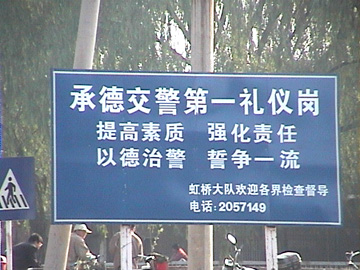 承德交警第一礼仪岗
提高素质 强化责任
以德治警 誓争一流
虹桥大队欢迎各界检查督导
电话:2057149